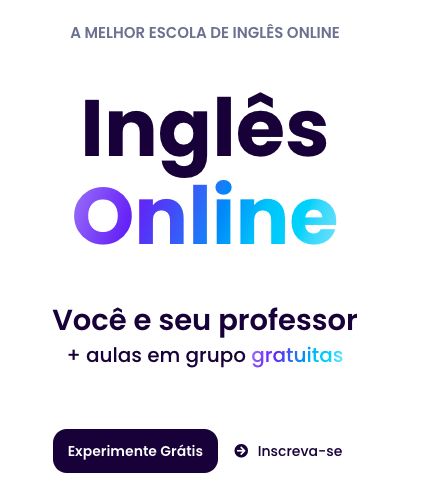 A MELHOR ESCOLA DE INGLÊS ONLINE
Inglês
Online
Você e seu professor
+ aulas em grupo gratuitas
Experimente Grátis
Inscreva-se